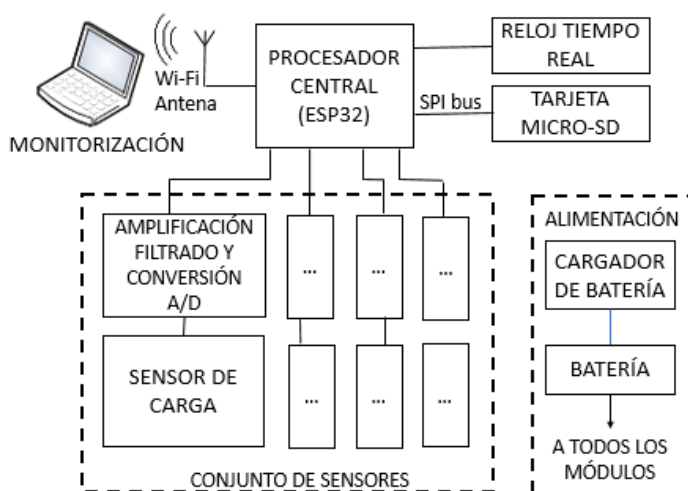 Wi-Fi
Antena
MONITORIZACIÓN
PROCESADOR
CENTRAL
(ESP32)
RELOJ TIEMPO
REAL
SPI bus
TARJETA
MICRO-SD
AMPLIFICACIÓN
FILTRADO Y
CONVERSIÓN
A/D
...
...
...
SENSOR DE
CARGA
...
...
...
CONJUNTO DE SENSORES
ALIMENTACIÓN
CARGADOR
DE BATERÍA
BATERÍA
A TODOS LOS
MÓDULOS